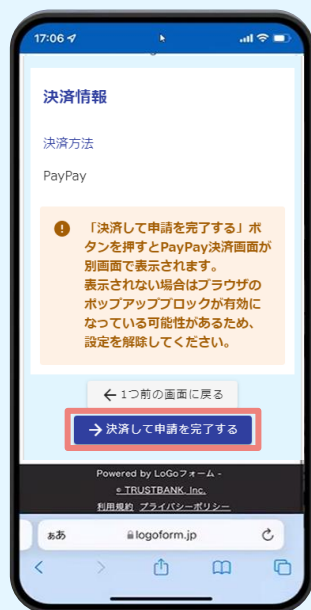 17:06
決済情報
決済方法
PayPay
「決済して申請を完了する」ボ
タンを押すとPayPay決済画面が
別画面で表示されます。
表示されない場合はブラウザの
ポップアップブロックが有効に
なっている可能性があるため、
設定を解除してください。
← 1つ前の画面に戻る
→ 決済して申請を完了する
Powered by LoGoフォーム -
© TRUSTBANK, Inc.
利用規約 プライバシーポリシー
ぁあ logoform.jp